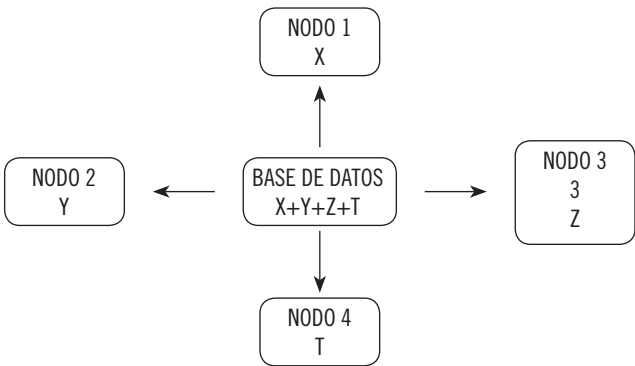 NODO 1
X
NODO 2
Y
BASE DE DATOS
X+Y+Z+T
NODO 3
3
Z
NODO 4
T